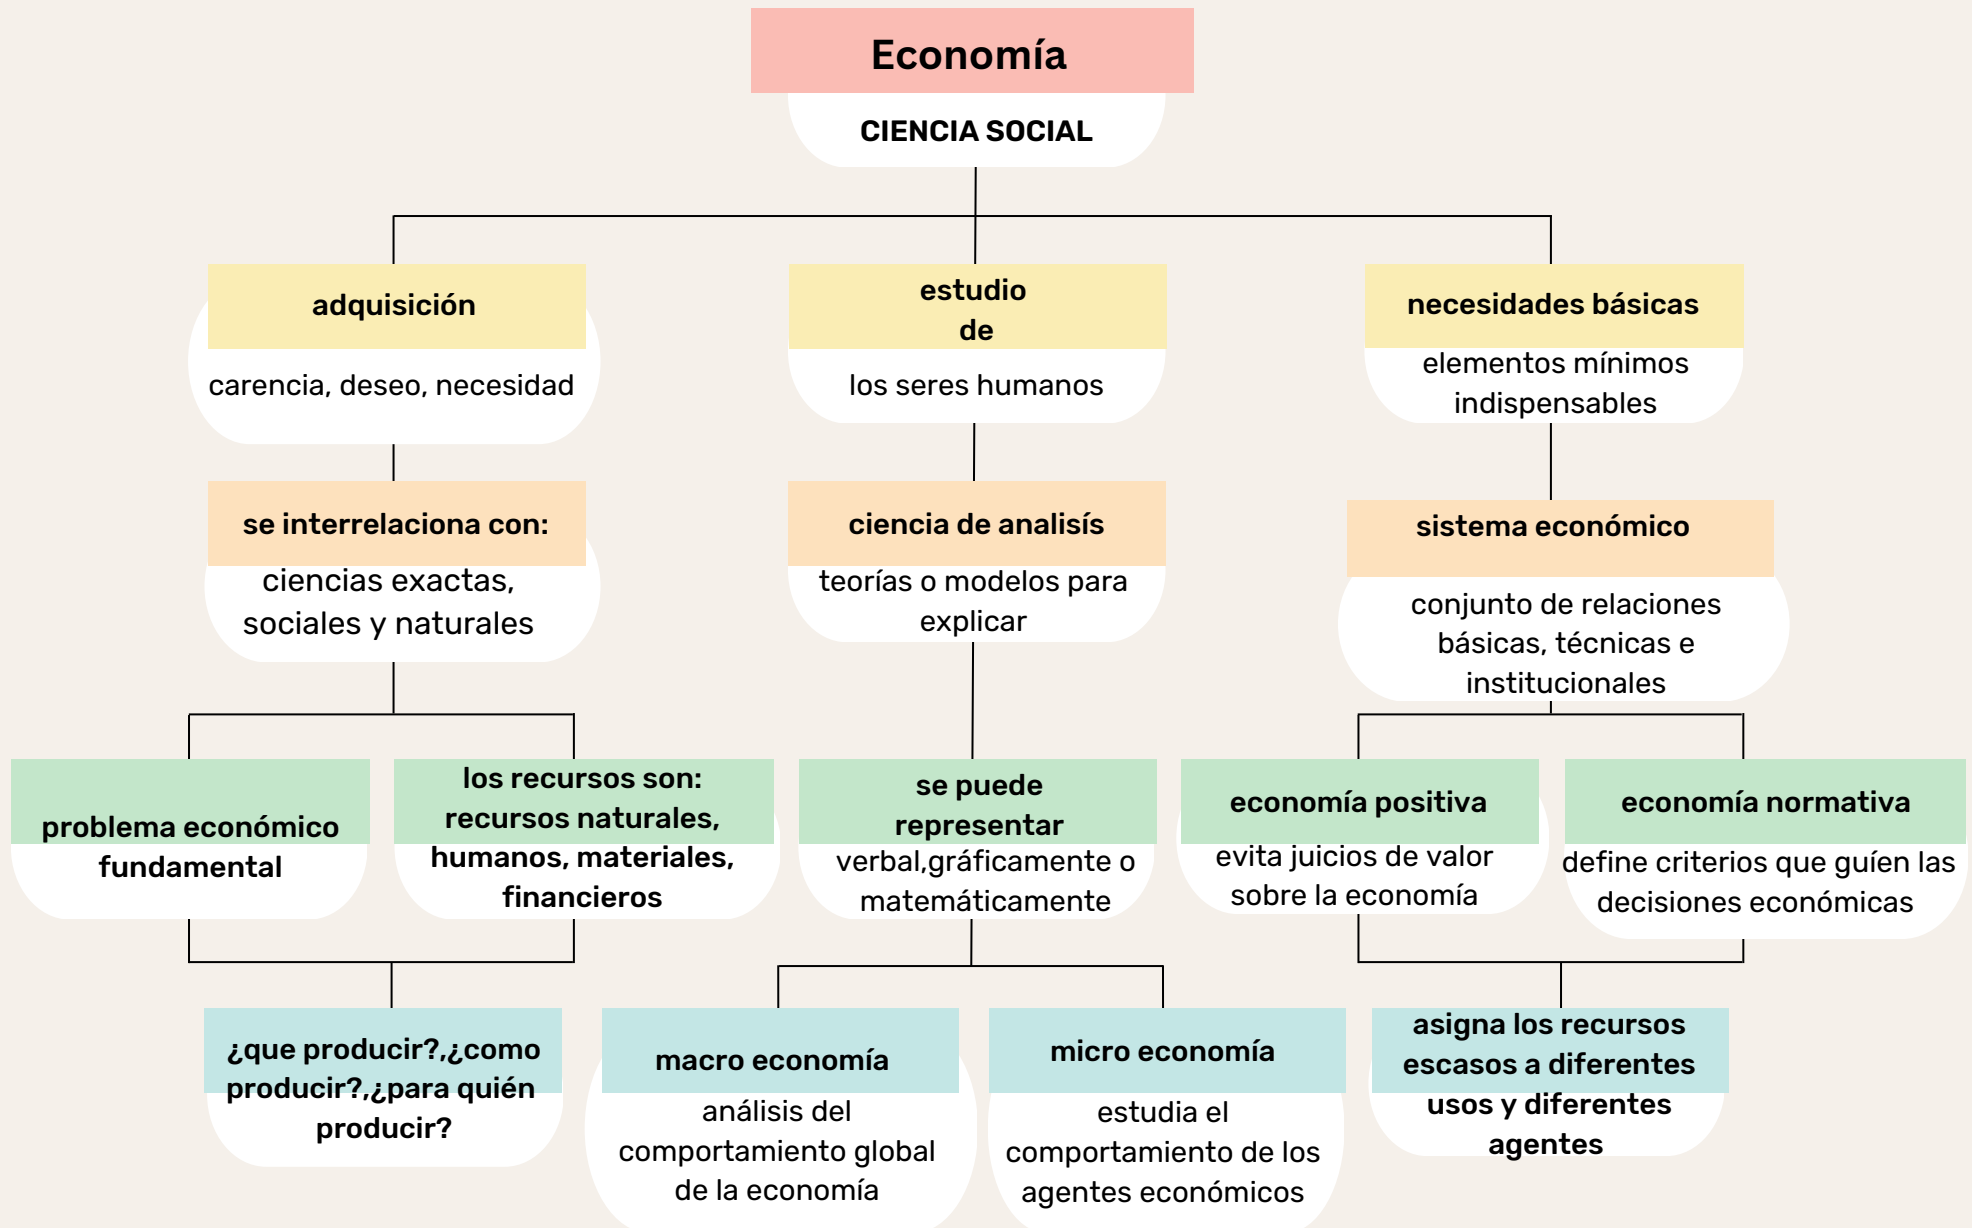 Economía
CIENCIA SOCIAL
adquisición
carencia, deseo, necesidad
estudio
de
los seres humanos
necesidades básicas
elementos mínimos
indispensables
se interrelaciona con:
ciencias exactas,
sociales y naturales
ciencia de analisís
teorías o modelos para
explicar
sistema económico
conjunto de relaciones
básicas, técnicas e
institucionales
problema económico
fundamental
los recursos son:
recursos naturales,
humanos, materiales,
financieros
se puede
representar
verbal,gráficamente o
matemáticamente
economía positiva
evita juicios de valor
sobre la economía
economía normativa
define criterios que guíen las
decisiones económicas
¿que producir?,¿como
producir?,¿para quién
producir?
macro economía
análisis del
comportamiento global
de la economía
micro economía
estudia el
comportamiento de los
agentes económicos
asigna los recursos
escasos a diferentes
usos y diferentes
agentes